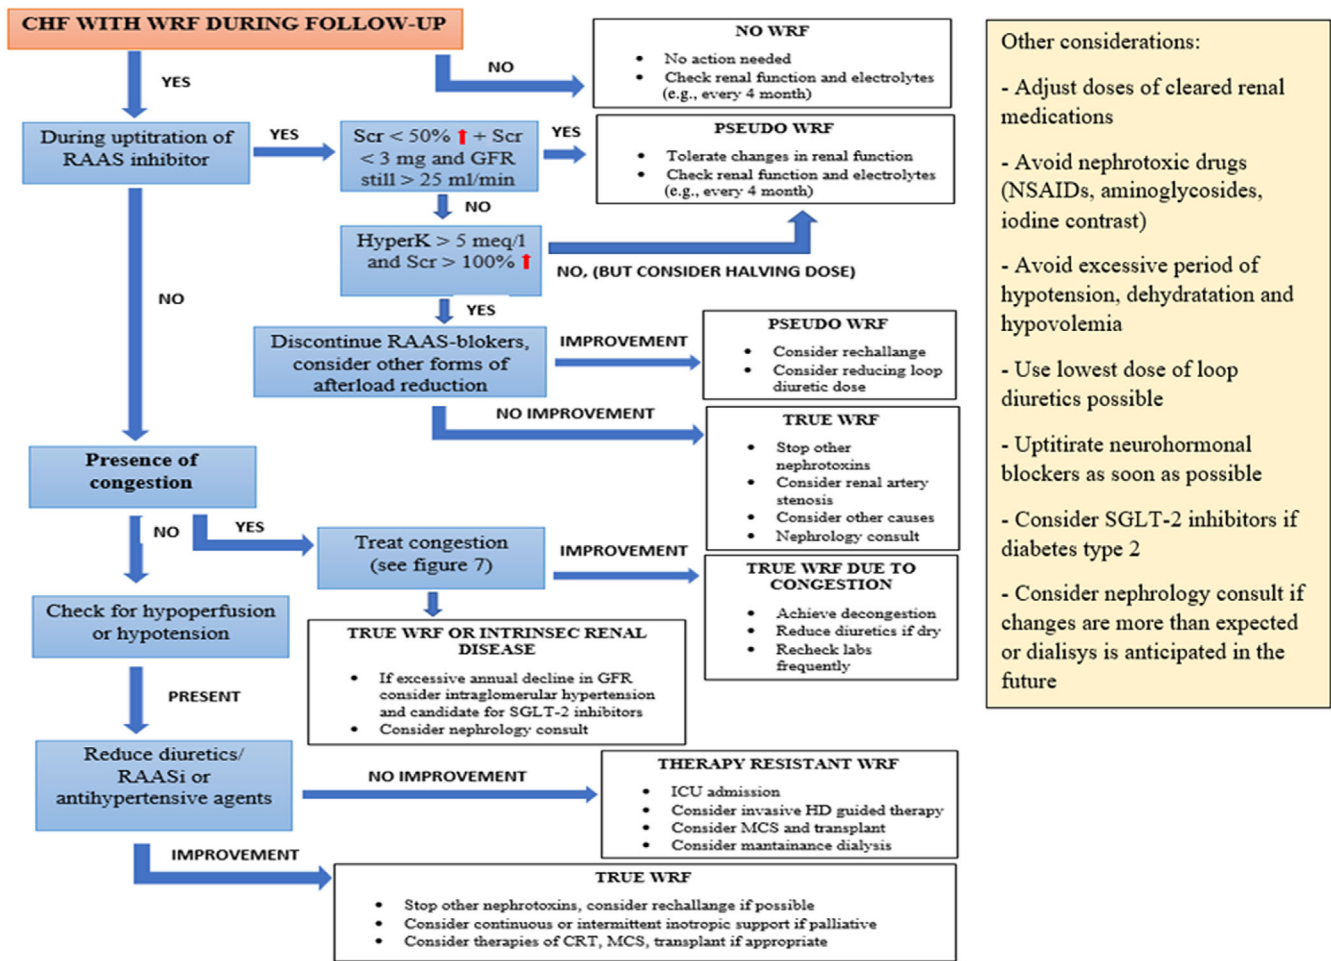 CHF WITH WRF DURING FOLLOW-UP
YES
NO
NO WRF
• No action needed
• Check renal function and electrolytes
(e.g., every 4 month)
During uptitration of
RAAS inhibitor
YES
Scr < 50% ↑ + Scr
< 3 mg and GFR
still > 25 ml/min
YES
PSEUDO WRF
• Tolerate changes in renal function
• Check renal function and electrolytes
(e.g., every 4 month)
NO
NO
HyperK > 5 meq/l
and Scr > 100% ↑
NO, (BUT CONSIDER HALVING DOSE)
YES
Discontinue RAAS-blokers,
consider other forms of
afterload reduction
IMPROVEMENT
PSEUDO WRF
• Consider rechallange
• Consider reducing loop
diuretic dose
NO IMPROVEMENT
TRUE WRF
• Stop other
nephrotoxins
• Consider renal artery
stenosis
• Consider other causes
• Nephrology consult
Presence of
congestion
NO
YES
Treat congestion
(see figure 7)
IMPROVEMENT
TRUE WRF DUE TO
CONGESTION
• Achieve decongestion
• Reduce diuretics if dry
• Recheck labs
frequently
Check for hypoperfusion
or hypotension
TRUE WRF OR INTRINSEC RENAL
DISEASE
• If excessive annual decline in GFR
consider intraglomerular hypertension
and candidate for SGLT-2 inhibitors
• Consider nephrology consult
PRESENT
Reduce diuretics/
RAASi or
antihypertensive agents
NO IMPROVEMENT
THERAPY RESISTANT WRF
• ICU admission
• Consider invasive HD guided therapy
• Consider MCS and transplant
• Consider mantainance dialysis
IMPROVEMENT
TRUE WRF
• Stop other nephrotoxins, consider rechallange if possible
• Consider continuous or intermittent inotropic support if palliative
• Consider therapies of CRT, MCS, transplant if appropriate
Other considerations:
- Adjust doses of cleared renal
medications
- Avoid nephrotoxic drugs
(NSAIDs, aminoglycosides,
iodine contrast)
- Avoid excessive period of
hypotension, dehydratation and
hypovolemia
- Use lowest dose of loop
diuretics possible
- Uptitirate neurohormonal
blockers as soon as possible
- Consider SGLT-2 inhibitors if
diabetes type 2
- Consider nephrology consult if
changes are more than expected
or dialisys is anticipated in the
future